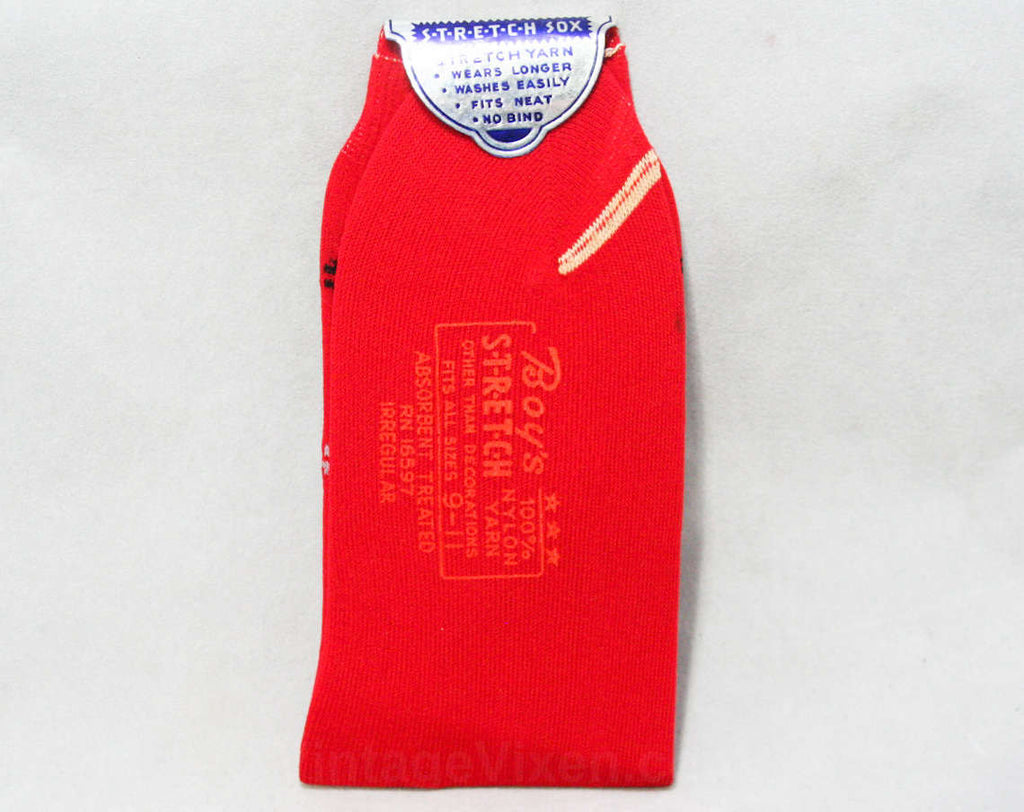 S·T·R·E·T·C·H SOX
STRETCH YARN
• WEARS LONGER
• WASHES EASILY
• FITS NEAT
• NO BIND
Boy's ★★★
S·T·R·E·T·C·H 100% NYLON YARN
OTHER THAN DECORATIONS
FITS ALL SIZES 9-11
ABSORBENT TREATED
RN 16597
IRREGULAR
VintageVixen.c